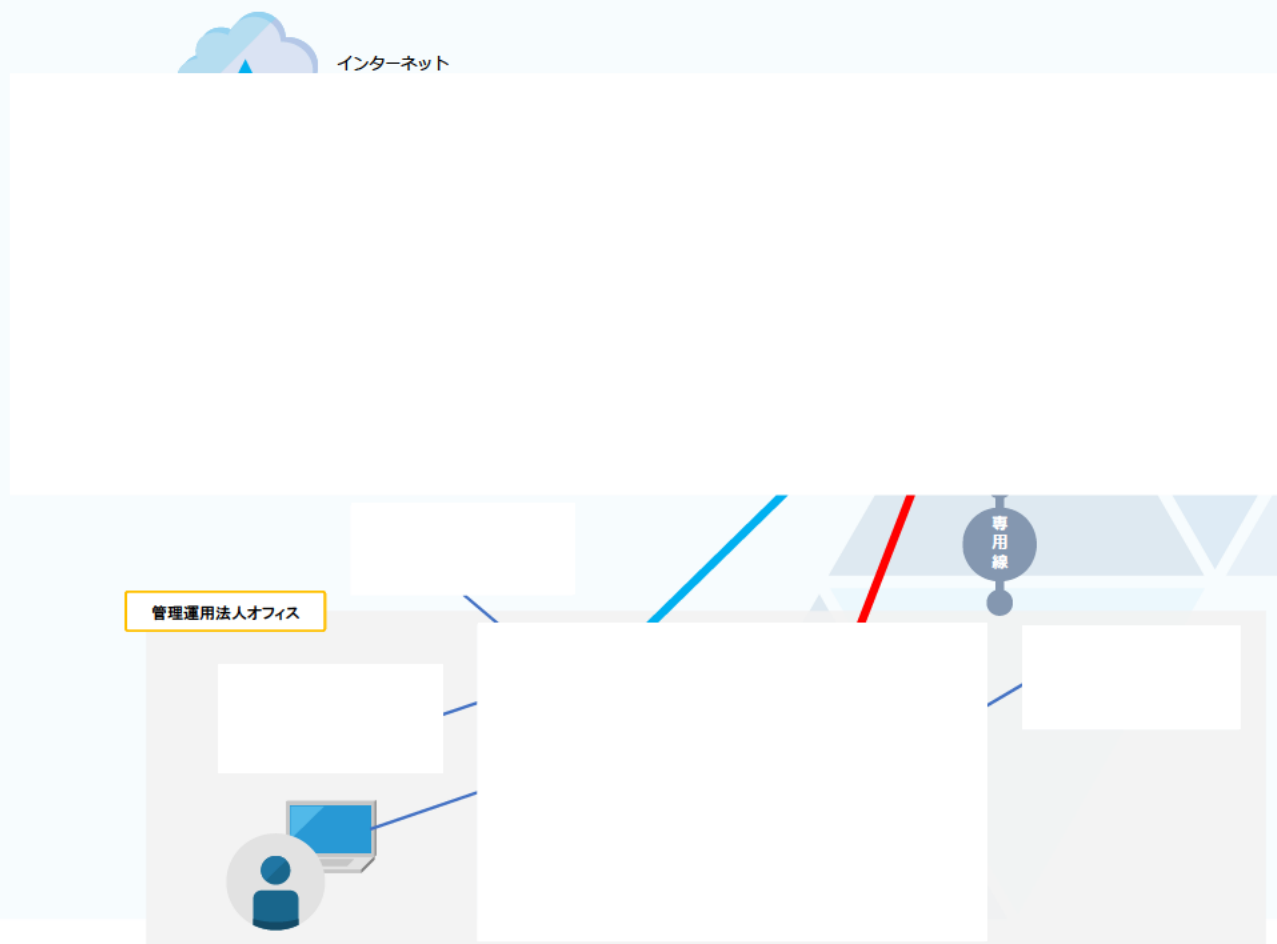 インターネット
専用線
管理運用法人オフィス